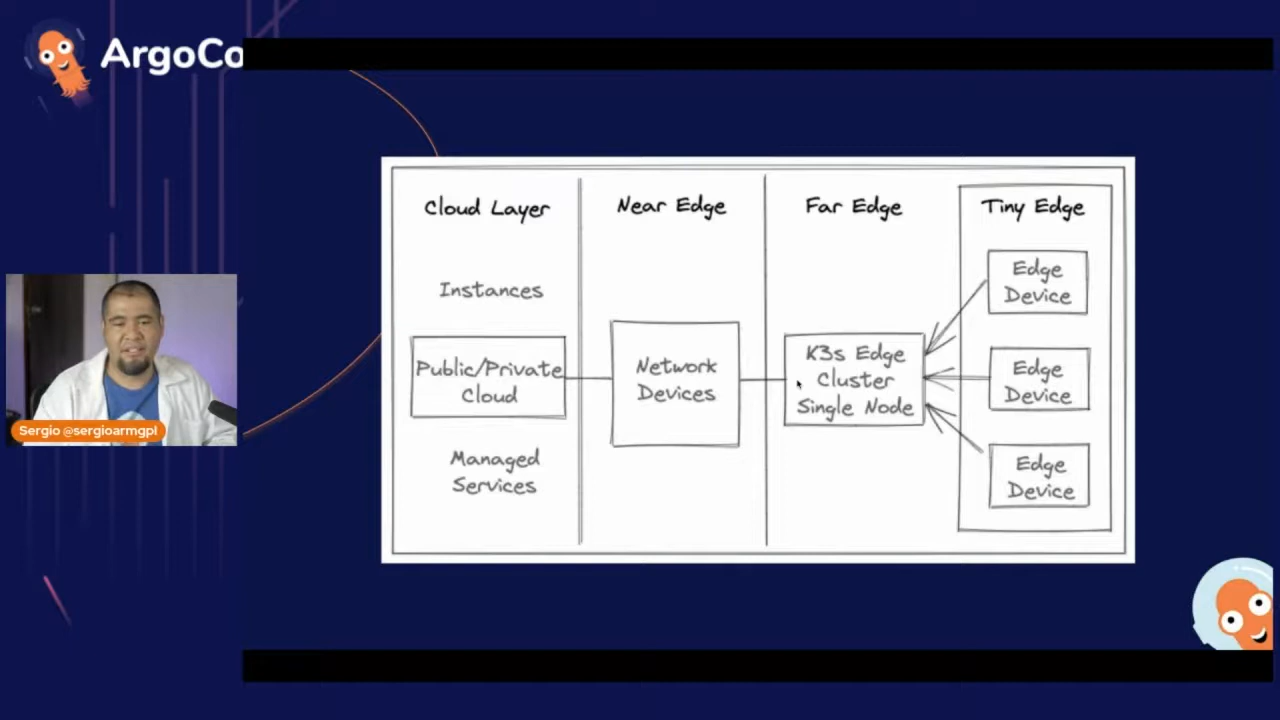 ArgoCo
Cloud Layer
Near Edge
Far Edge
Tiny Edge
Instances
Public/Private
Cloud
Managed
Services
Network
Devices
K3s Edge
Cluster
Single Node
Edge
Device
Edge
Device
Edge
Device
Sergio @sergioarmgpl